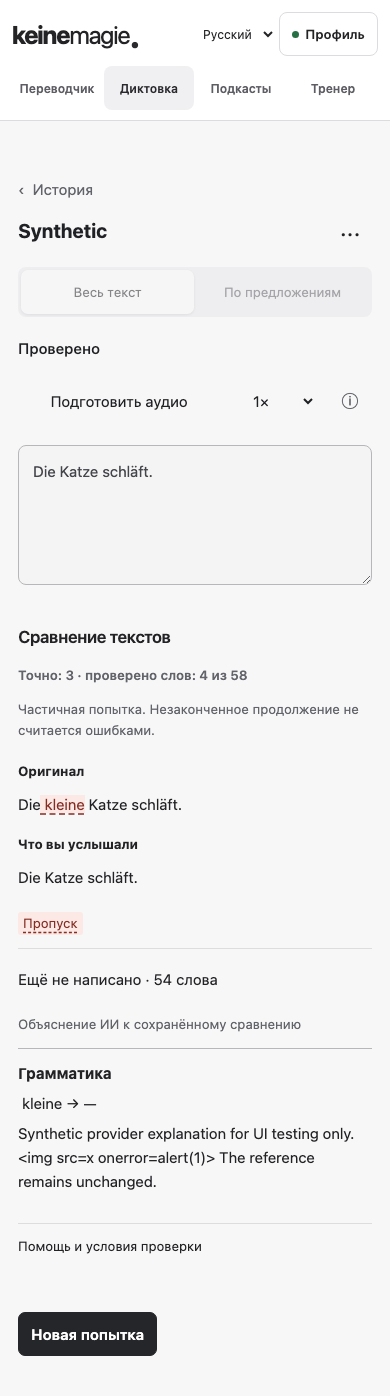 keinemagie.
Русский
Профиль
Переводчик
Диктовка
Подкасты
Тренер
‹ История
Synthetic
...
Весь текст
По предложениям
Проверено
Подготовить аудио
1×
ⓘ
Die Katze schläft.
Сравнение текстов
Точно: 3 · проверено слов: 4 из 58
Частичная попытка. Незаконченное продолжение не
считается ошибками.
Оригинал
Die kleine Katze schläft.
Что вы услышали
Die Katze schläft.
Пропуск
Ещё не написано · 54 слова
Объяснение ИИ к сохранённому сравнению
Грамматика
kleine → —
Synthetic provider explanation for UI testing only.
<img src=x onerror=alert(1)> The reference
remains unchanged.
Помощь и условия проверки
Новая попытка